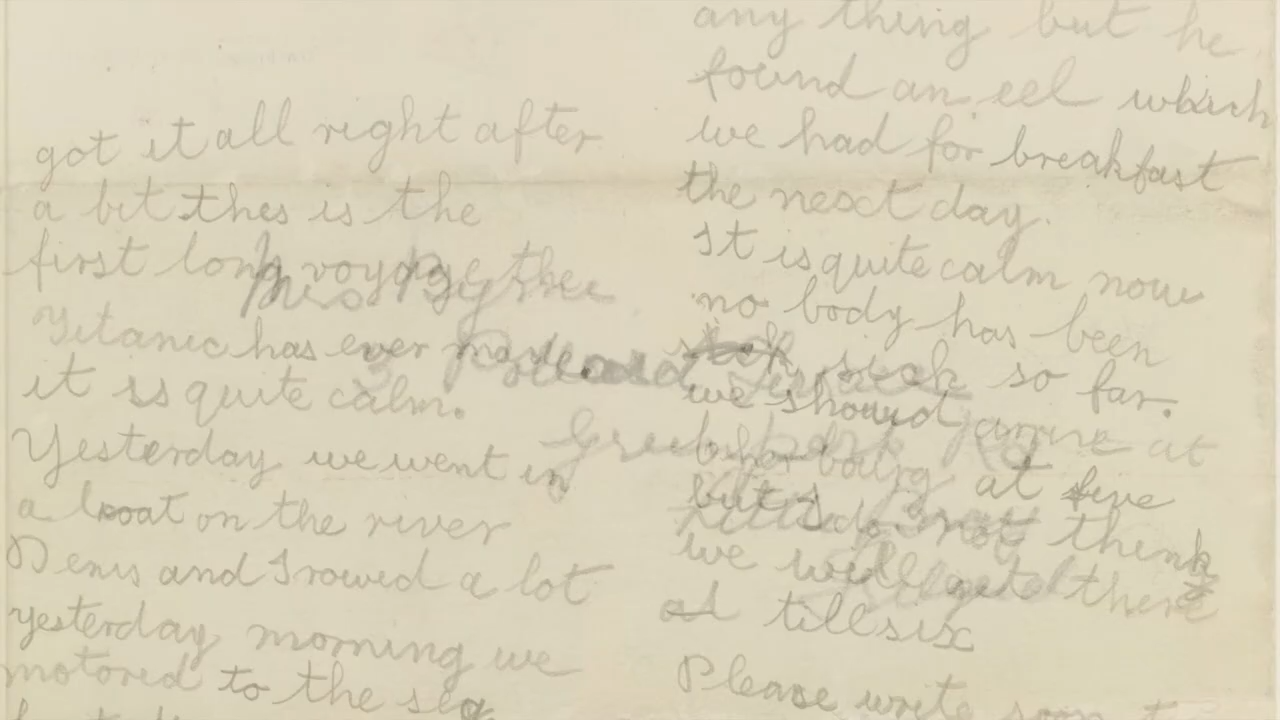 got it all right after
a bit thes is the
first long voyage the
Titanic has ever made and
it is quite calm.
Yesterday we went in
a boat on the river
Denis and I rowed a lot
yesterday morning we
motored to the sea
any thing but he
found an eel which
we had for breakfast
the next day.
It is quite calm now
no body has been
sick so far.
we should arrive at
at five
but I do not think
we will get there
till six
Please write soon